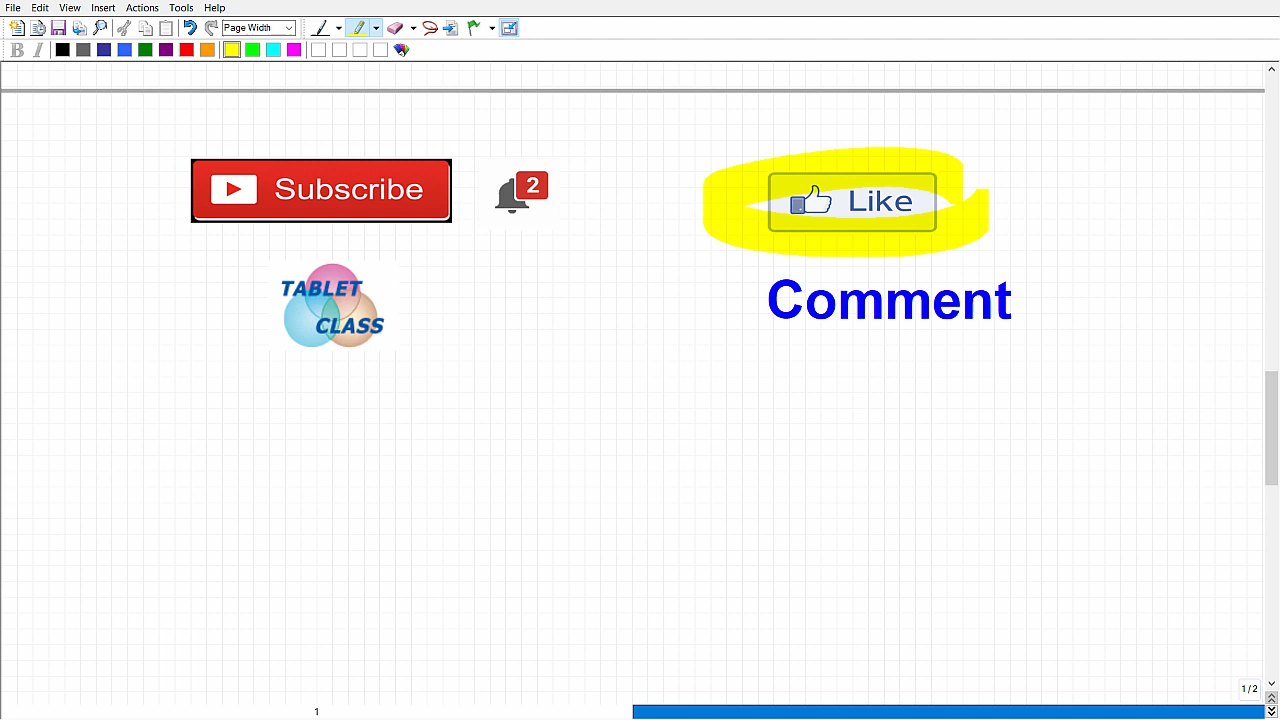 File Edit View Insert Actions Tools Help
Page Width
B I
Subscribe
2
Like
TABLET
CLASS
Comment
1/2
1